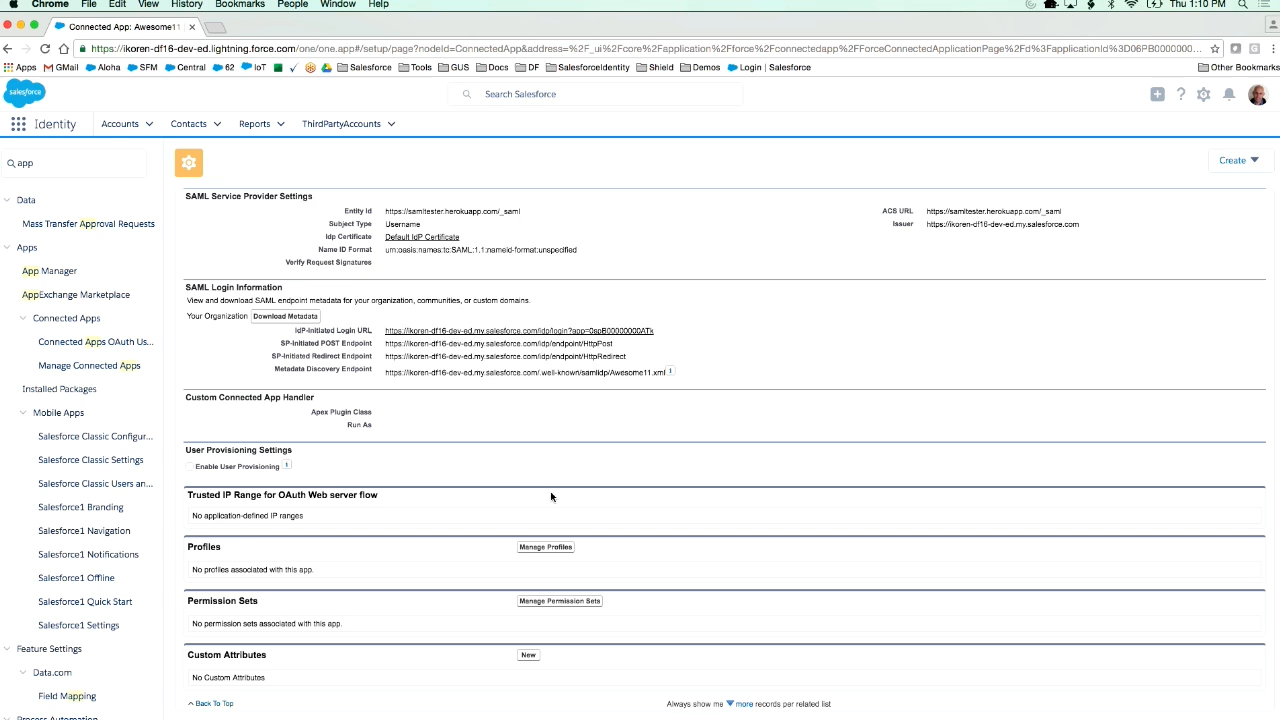 Chrome File Edit View History Bookmarks People Window Help Thu 1:10 PM
Connected App: Awesome11
https://ikoren-df16-dev-ed.lightning.force.com/one/one.app#/setup/page?nodeId=ConnectedApp&address=%2F_ui%2Fcore%2Fapplication%2Fforce%2Fconnectedapp%2FForceConnectedApplicationPage%2Fd%3FapplicationId%3D06PB0000000...
Apps GMail Aloha SFM Central 62 IoT Salesforce Tools GUS Docs DF SalesforceIdentity Shield Demos Login | Salesforce Other Bookmarks
salesforce
Search Salesforce
Identity Accounts Contacts Reports ThirdPartyAccounts
app
Create
Data
Mass Transfer Approval Requests
Apps
App Manager
AppExchange Marketplace
Connected Apps
Connected Apps OAuth Us...
Manage Connected Apps
Installed Packages
Mobile Apps
Salesforce Classic Configur...
Salesforce Classic Settings
Salesforce Classic Users an...
Salesforce1 Branding
Salesforce1 Navigation
Salesforce1 Notifications
Salesforce1 Offline
Salesforce1 Quick Start
Salesforce1 Settings
Feature Settings
Data.com
Field Mapping
Process Automation
SAML Service Provider Settings
Entity Id https://samltester.herokuapp.com/_saml ACS URL https://samltester.herokuapp.com/_saml
Subject Type Username Issuer https://ikoren-df16-dev-ed.my.salesforce.com
Idp Certificate Default IdP Certificate
Name ID Format urn:oasis:names:tc:SAML:1.1:nameid-format:unspecified
Verify Request Signatures
SAML Login Information
View and download SAML endpoint metadata for your organization, communities, or custom domains.
Your Organization Download Metadata
IdP-Initiated Login URL https://ikoren-df16-dev-ed.my.salesforce.com/idp/login?app=0spB00000000ATk
SP-Initiated POST Endpoint https://ikoren-df16-dev-ed.my.salesforce.com/idp/endpoint/HttpPost
SP-Initiated Redirect Endpoint https://ikoren-df16-dev-ed.my.salesforce.com/idp/endpoint/HttpRedirect
Metadata Discovery Endpoint https://ikoren-df16-dev-ed.my.salesforce.com/.well-known/samlidp/Awesome11.xml i
Custom Connected App Handler
Apex Plugin Class
Run As
User Provisioning Settings
Enable User Provisioning i
Trusted IP Range for OAuth Web server flow
No application-defined IP ranges
Profiles Manage Profiles
No profiles associated with this app.
Permission Sets Manage Permission Sets
No permission sets associated with this app.
Custom Attributes New
No Custom Attributes
Back To Top Always show me more records per related list